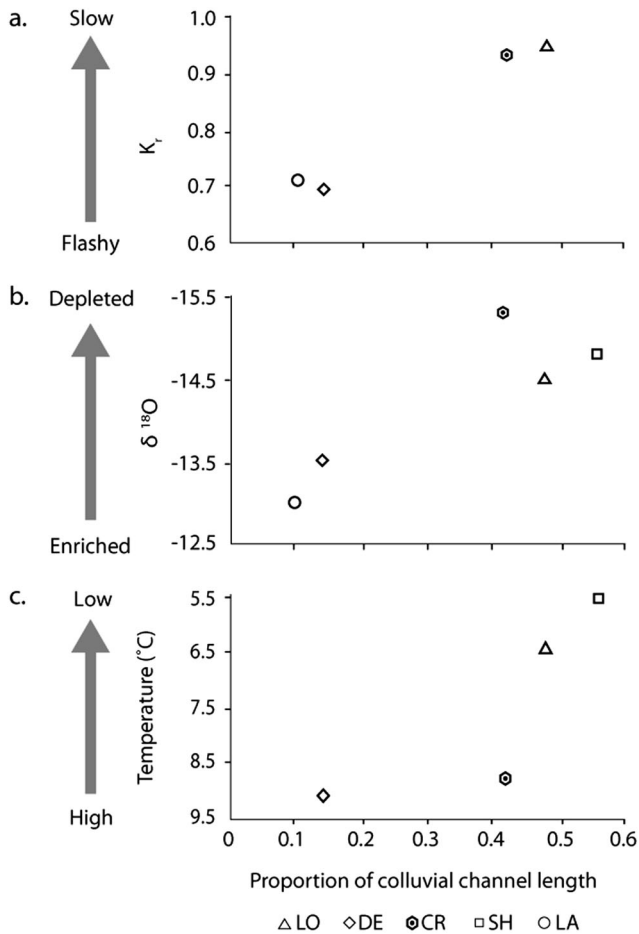 a.
Slow
Flashy
Kr
1.0
0.9
0.8
0.7
0.6
b.
Depleted
Enriched
δ 18O
-15.5
-14.5
-13.5
-12.5
c.
Low
High
Temperature (˚C)
5.5
6.5
7.5
8.5
9.5
0 0.1 0.2 0.3 0.4 0.5 0.6
Proportion of colluvial channel length
LO DE CR SH LA